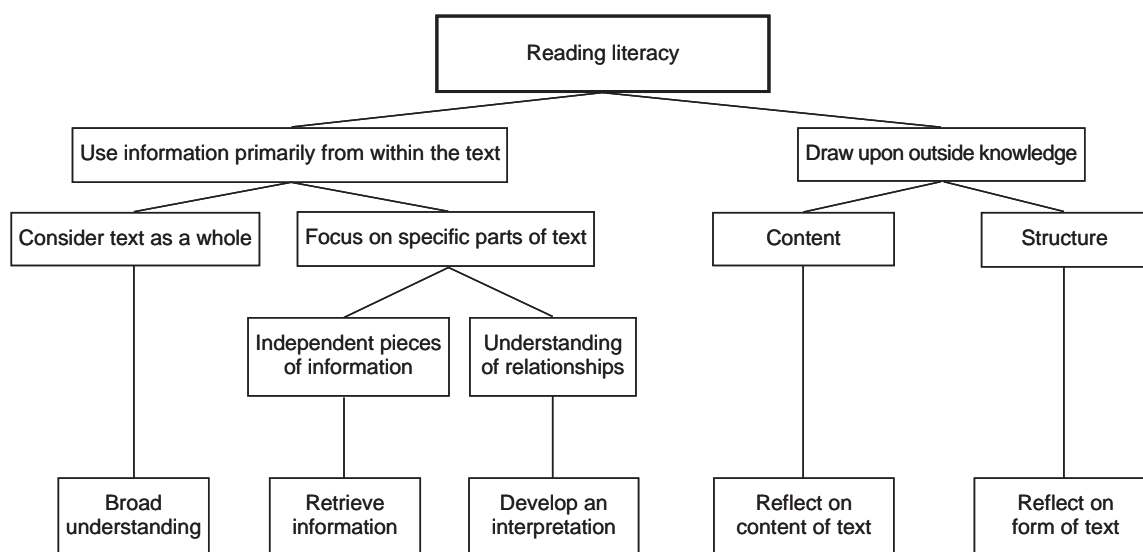 Reading literacy
Use information primarily from within the text
Draw upon outside knowledge
Consider text as a whole
Focus on specific parts of text
Content
Structure
Independent pieces
of information
Understanding
of relationships
Broad
understanding
Retrieve
information
Develop an
interpretation
Reflect on
content of text
Reflect on
form of text